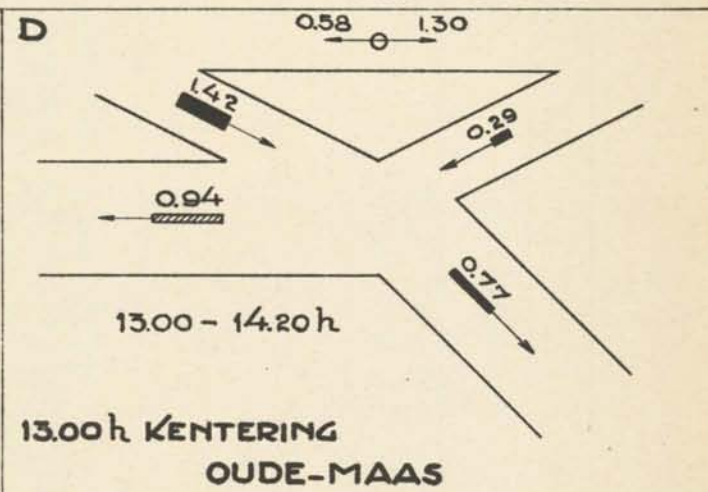 D
0.58 1.30
1.42
0.29
0.94
0.77
13.00 - 14.20 h
13.00 h KENTERING
OUDE-MAAS